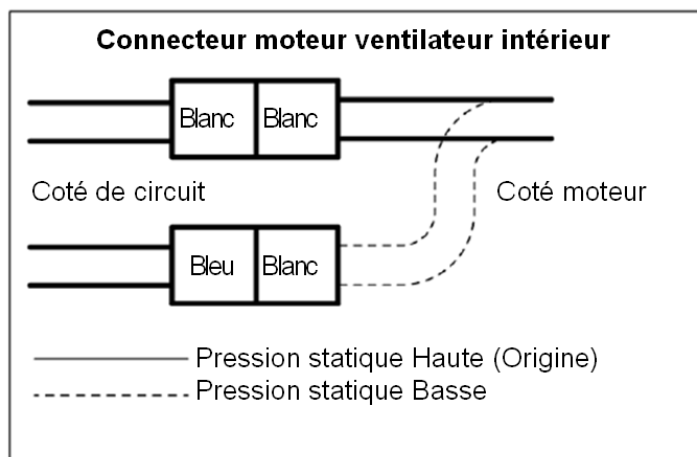 Connecteur moteur ventilateur intérieur
Blanc Blanc
Coté de circuit Coté moteur
Bleu Blanc
Pression statique Haute (Origine)
Pression statique Basse